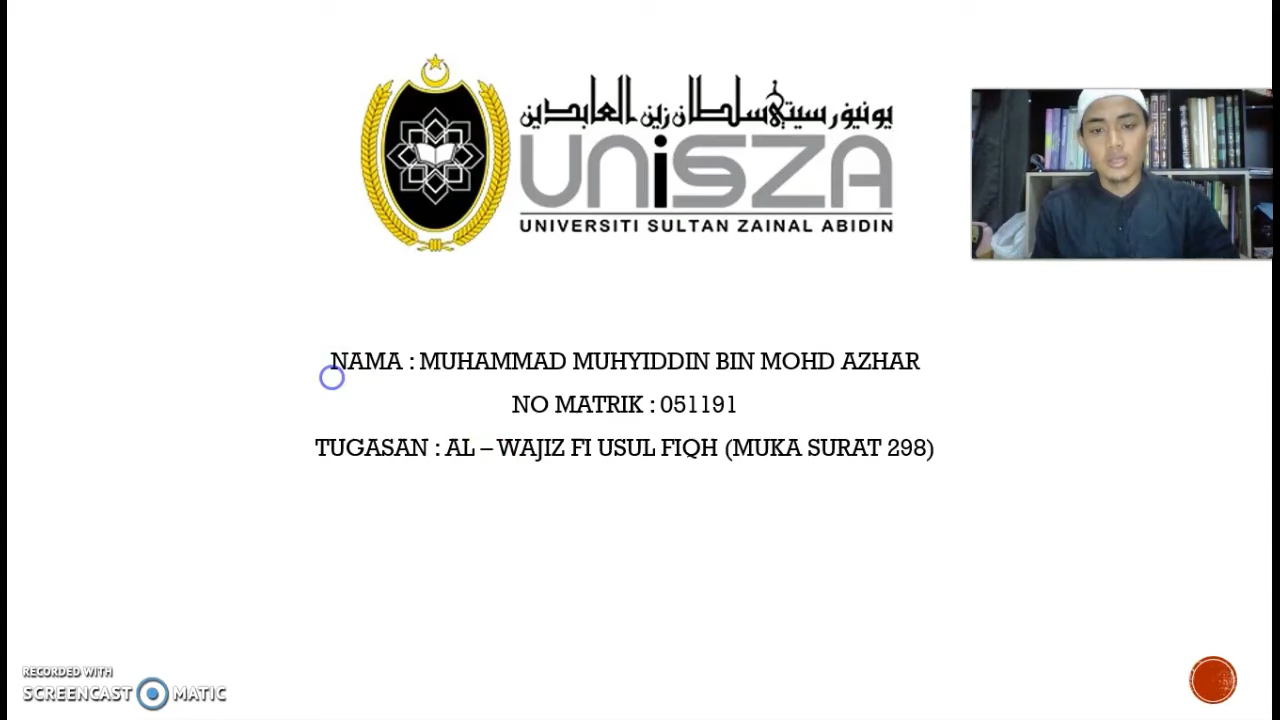 يونيۏرسيتي سلطان زين العابدين
UNiSZA
UNIVERSITI SULTAN ZAINAL ABIDIN
NAMA : MUHAMMAD MUHYIDDIN BIN MOHD AZHAR
NO MATRIK : 051191
TUGASAN : AL – WAJIZ FI USUL FIQH (MUKA SURAT 298)
RECORDED WITH
SCREENCAST MATIC